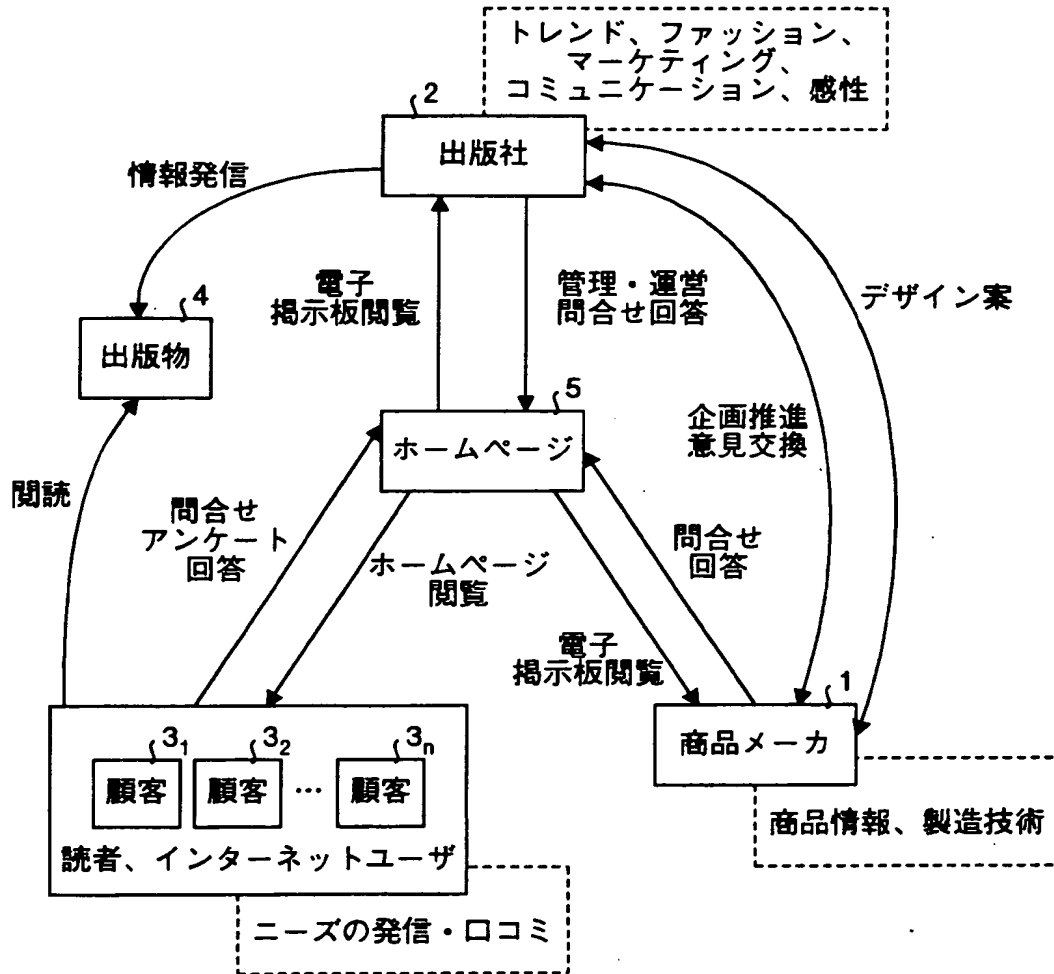 トレンド、ファッション、
マーケティング、
コミュニケーション、感性
2
出版社
情報発信
電子
掲示板閲覧
管理・運営
問合せ回答
デザイン案
4
出版物
5
ホームページ
企画推進
意見交換
閲読
問合せ
アンケート
回答
ホームページ
閲覧
問合せ
回答
電子
掲示板閲覧
1
商品メーカ
3₁ 3₂ 3ₙ
顧客 顧客 … 顧客
読者、インターネットユーザ
商品情報、製造技術
ニーズの発信・口コミ